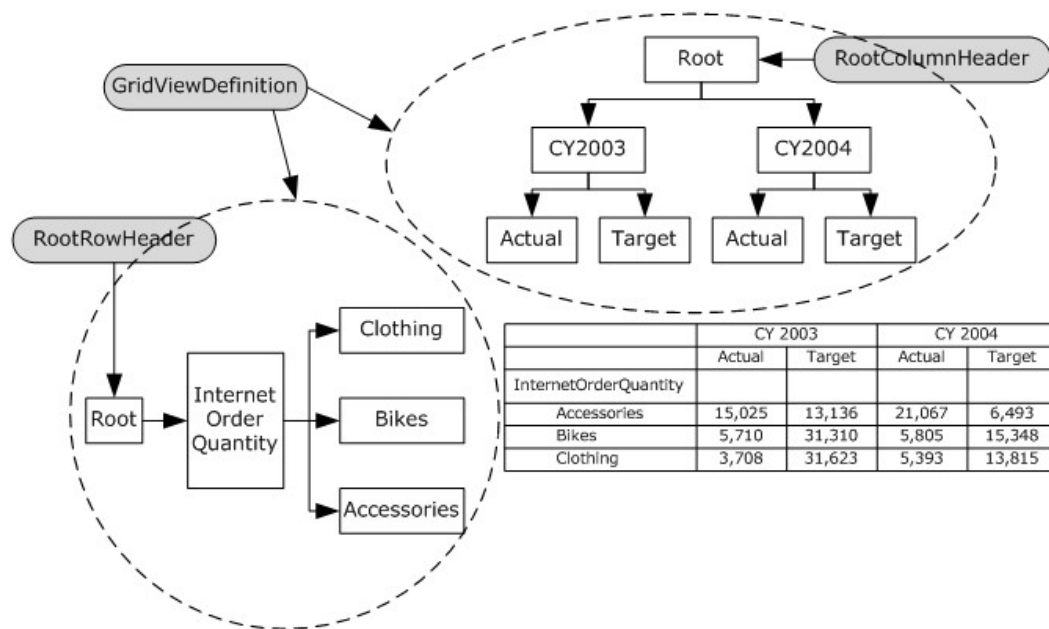 Root
RootColumnHeader
GridViewDefinition
CY2003
CY2004
Actual
Target
Actual
Target
RootRowHeader
Root
Internet
Order
Quantity
Clothing
Bikes
Accessories
CY 2003 CY 2004
Actual Target Actual Target
InternetOrderQuantity
Accessories 15,025 13,136 21,067 6,493
Bikes 5,710 31,310 5,805 15,348
Clothing 3,708 31,623 5,393 13,815